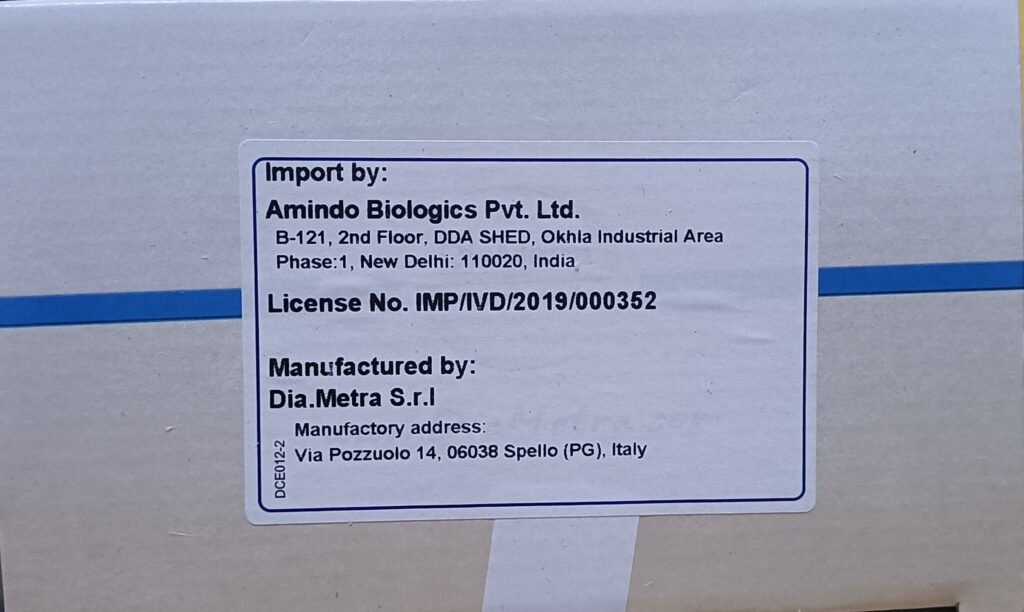 Import by:
Amindo Biologics Pvt. Ltd.
B-121, 2nd Floor, DDA SHED, Okhla Industrial Area
Phase:1, New Delhi: 110020, India
License No. IMP/IVD/2019/000352
Manufactured by:
Dia.Metra S.r.l
Manufactory address:
Via Pozzuolo 14, 06038 Spello (PG), Italy
DCE012-2